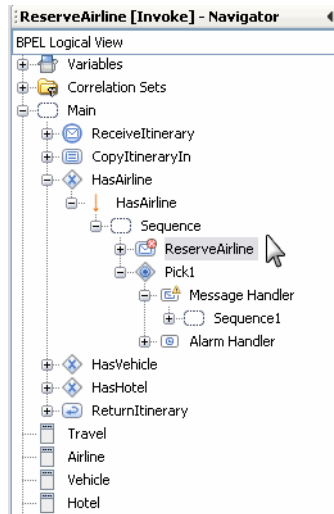 ReserveAirline [Invoke] - Navigator
BPEL Logical View
Variables
Correlation Sets
Main
ReceiveItinerary
CopyItineraryIn
HasAirline
HasAirline
Sequence
ReserveAirline
Pick1
Message Handler
Sequence1
Alarm Handler
HasVehicle
HasHotel
ReturnItinerary
Travel
Airline
Vehicle
Hotel